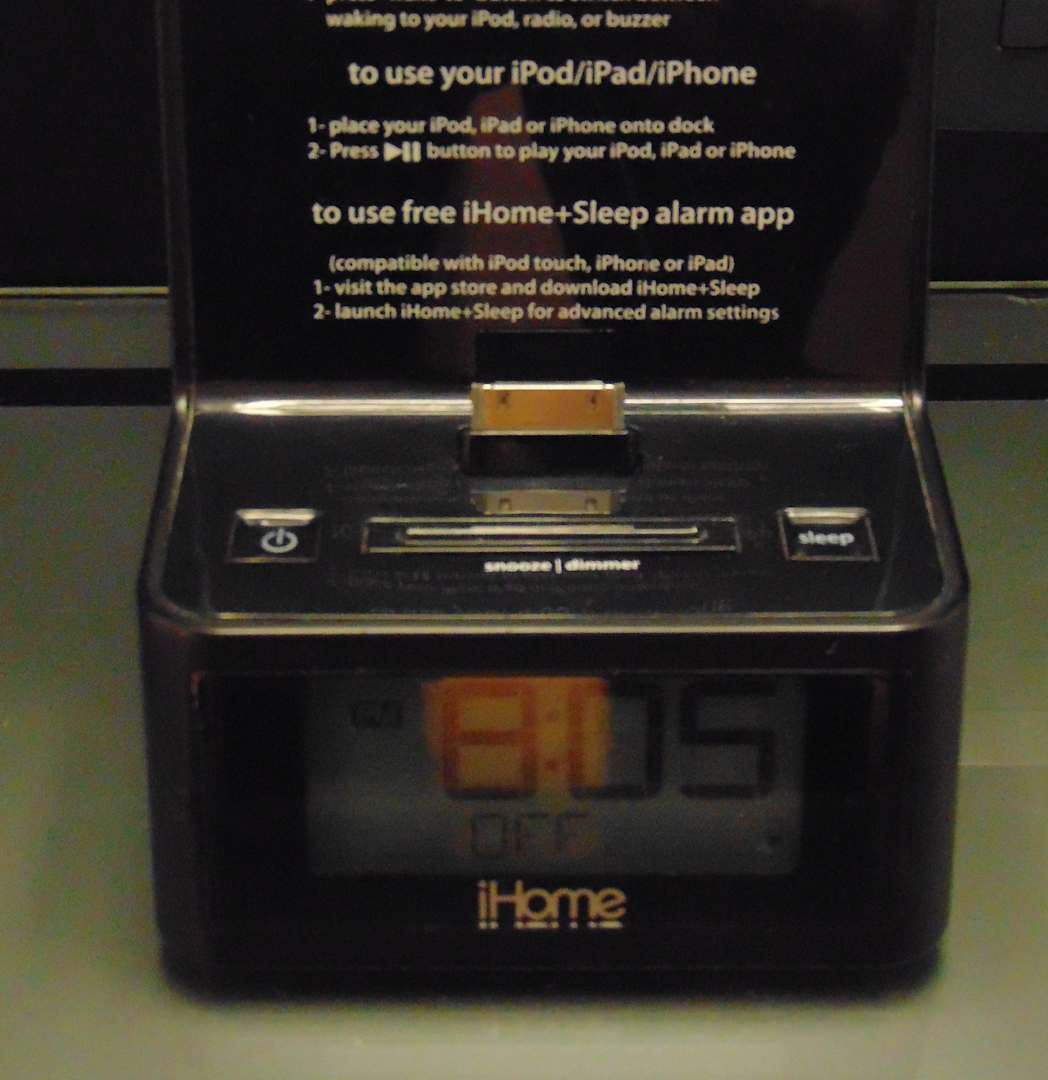 waking to your iPod, radio, or buzzer
to use your iPod/iPad/iPhone
1- place your iPod, iPad or iPhone onto dock
2- Press ▶❚❚ button to play your iPod, iPad or iPhone
to use free iHome+Sleep alarm app
(compatible with iPod touch, iPhone or iPad)
1- visit the app store and download iHome+Sleep
2- launch iHome+Sleep for advanced alarm settings
sleep
snooze | dimmer
8:05
OFF
iHome